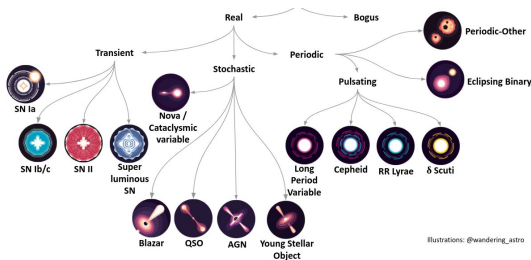 Real
Bogus
Transient
Stochastic
Periodic
Periodic-Other
Pulsating
Eclipsing Binary
SN Ia
Nova /
Cataclysmic
variable
SN Ib/c
SN II
Super
luminous
SN
Long
Period
Variable
Cepheid
RR Lyrae
δ Scuti
Blazar
QSO
AGN
Young Stellar
Object
Illustrations: @wandering_astro